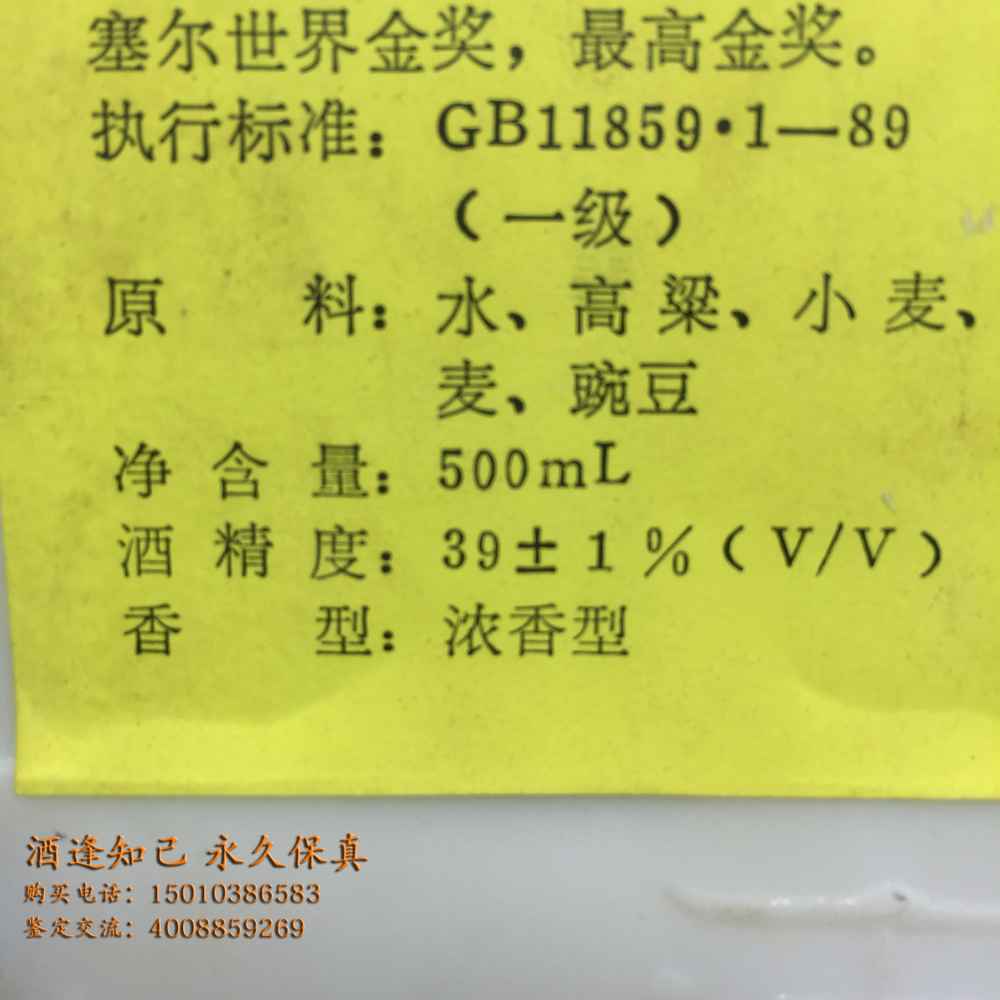 塞尔世界金奖，最高金奖。
执行标准：GB11859·1—89
（一级）
原 料：水、高粱、小麦、
麦、豌豆
净含量：500mL
酒精度：39±1%（V/V）
香 型：浓香型
酒逢知己 永久保真
购买电话：15010386583
鉴定交流：4008859269